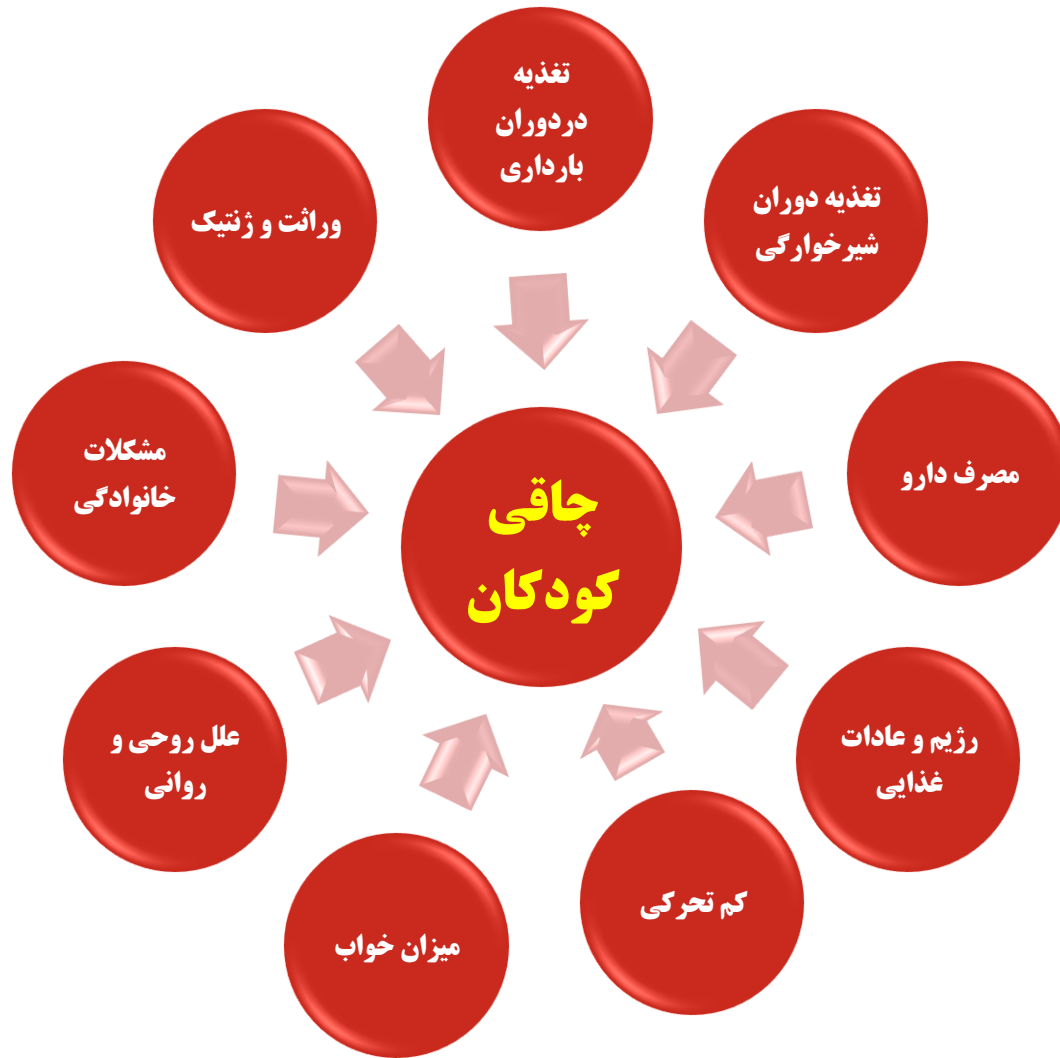 تغذیه
دردوران
بارداری
تغذیه دوران
شیرخوارگی
وراثت و ژنتیک
مشکلات
خانوادگی
مصرف دارو
چاقی
کودکان
علل روحی و
روانی
رژیم و عادات
غذایی
کم تحرکی
میزان خواب